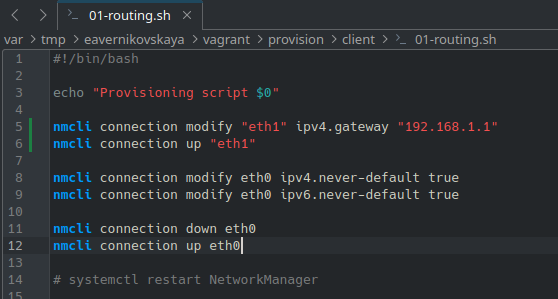 01-routing.sh
var > tmp > eavernikovskaya > vagrant > provision > client > 01-routing.sh
1 #!/bin/bash
2
3 echo "Provisioning script $0"
4
5 nmcli connection modify "eth1" ipv4.gateway "192.168.1.1"
6 nmcli connection up "eth1"
7
8 nmcli connection modify eth0 ipv4.never-default true
9 nmcli connection modify eth0 ipv6.never-default true
10
11 nmcli connection down eth0
12 nmcli connection up eth0
13
14 # systemctl restart NetworkManager
15